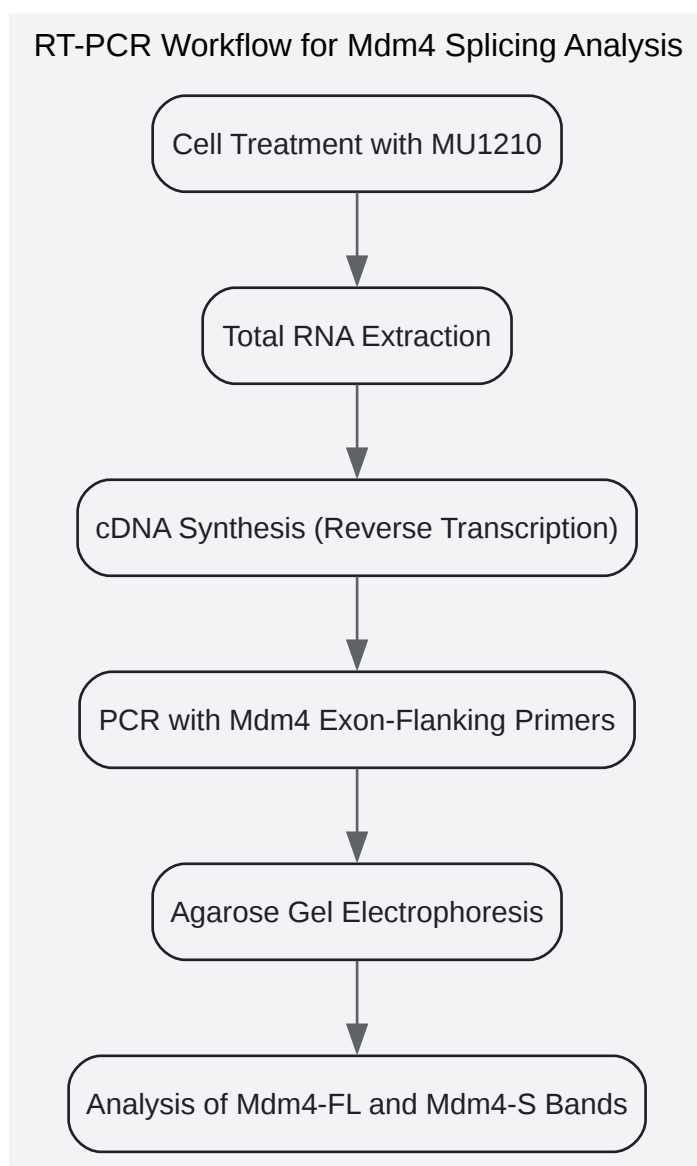 RT-PCR Workflow for Mdm4 Splicing Analysis
Cell Treatment with MU1210
Total RNA Extraction
cDNA Synthesis (Reverse Transcription)
PCR with Mdm4 Exon-Flanking Primers
Agarose Gel Electrophoresis
Analysis of Mdm4-FL and Mdm4-S Bands